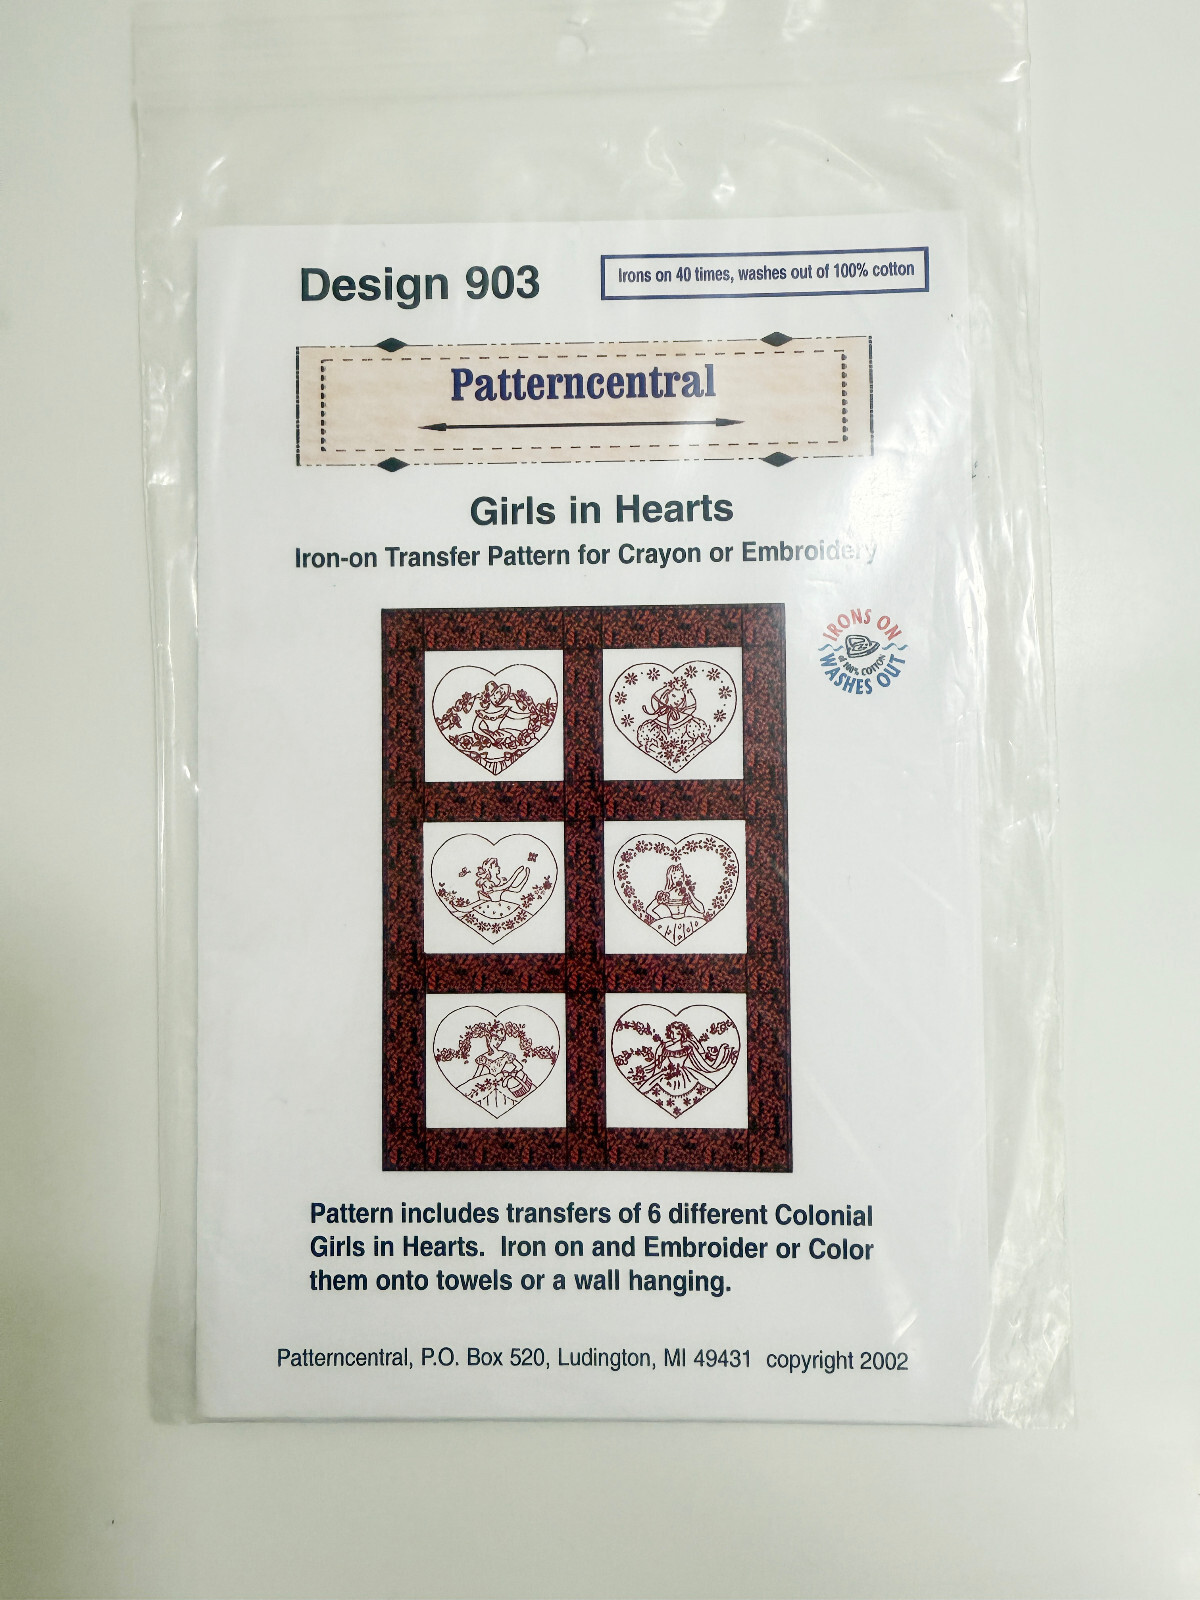 Design 903
Irons on 40 times, washes out of 100% cotton
Patterncentral
Girls in Hearts
Iron-on Transfer Pattern for Crayon or Embroidery
IRONS ON
of 100% COTTON
WASHES OUT
Pattern includes transfers of 6 different Colonial
Girls in Hearts. Iron on and Embroider or Color
them onto towels or a wall hanging.
Patterncentral, P.O. Box 520, Ludington, MI 49431 copyright 2002